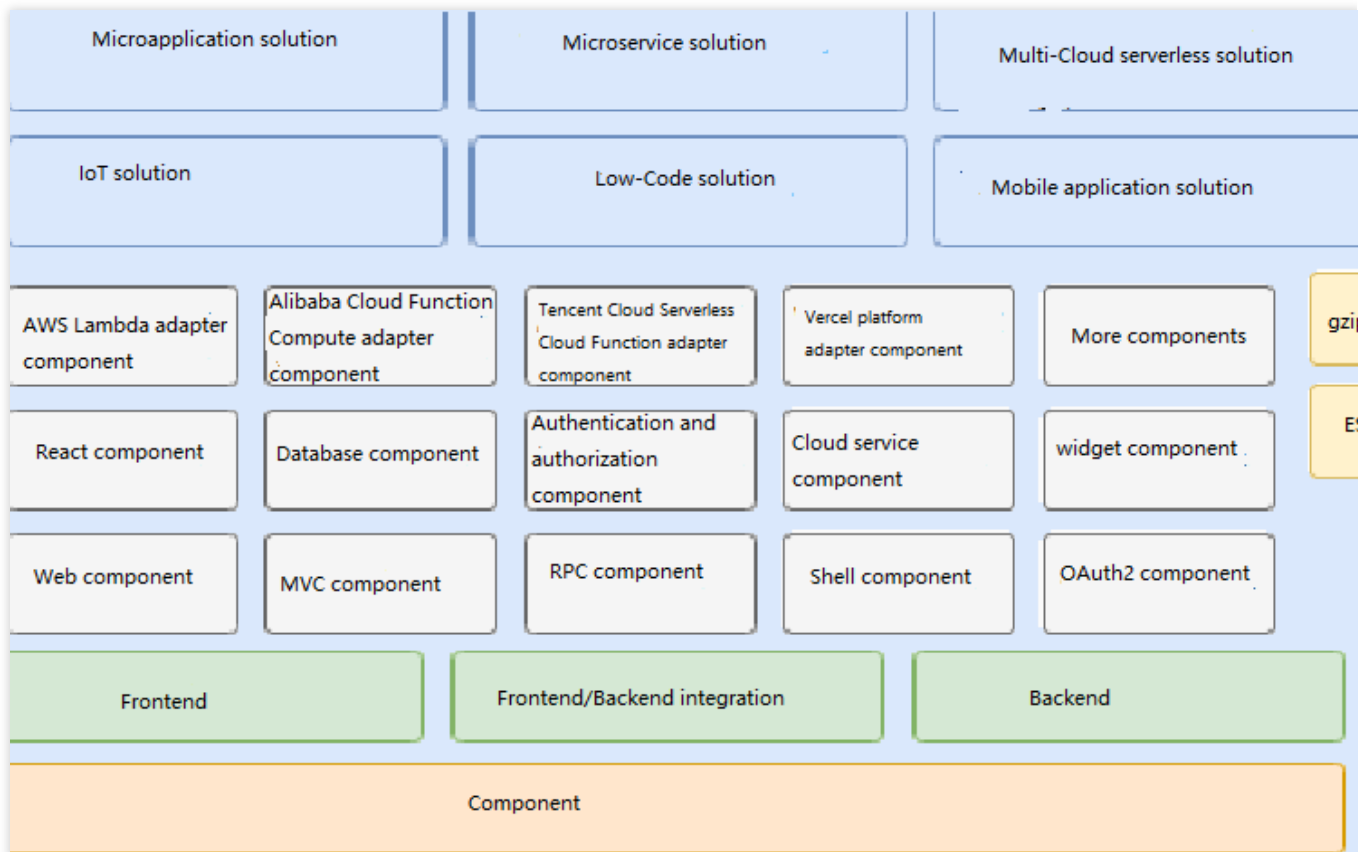 Microapplication solution
Microservice solution
Multi-Cloud serverless solution
IoT solution
Low-Code solution
Mobile application solution
AWS Lambda adapter
component
Alibaba Cloud Function
Compute adapter
component
Tencent Cloud Serverless
Cloud Function adapter
component
Vercel platform
adapter component
More components
React component
Database component
Authentication and
authorization
component
Cloud service
component
widget component
Web component
MVC component
RPC component
Shell component
OAuth2 component
Frontend
Frontend/Backend integration
Backend
Component